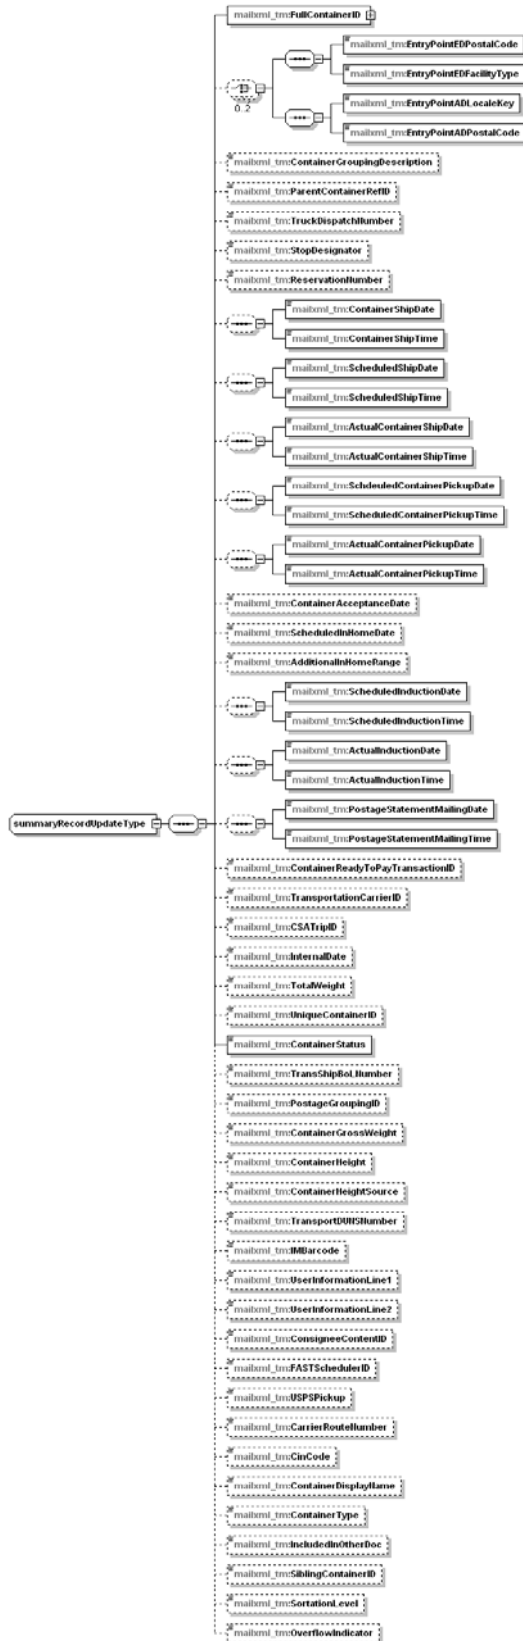 mailxml_tm:FullContainerID
mailxml_tm:EntryPointEDPostalCode
mailxml_tm:EntryPointEDFacilityType
0..2
mailxml_tm:EntryPointADLocaleKey
mailxml_tm:EntryPointADPostalCode
mailxml_tm:ContainerGroupingDescription
mailxml_tm:ParentContainerRefID
mailxml_tm:TruckDispatchNumber
mailxml_tm:StopDesignator
mailxml_tm:ReservationNumber
mailxml_tm:ContainerShipDate
mailxml_tm:ContainerShipTime
mailxml_tm:ScheduledShipDate
mailxml_tm:ScheduledShipTime
mailxml_tm:ActualContainerShipDate
mailxml_tm:ActualContainerShipTime
mailxml_tm:SchdeuledContainerPickupDate
mailxml_tm:ScheduledContainerPickupTime
mailxml_tm:ActualContainerPickupDate
mailxml_tm:ActualContainerPickupTime
mailxml_tm:ContainerAcceptanceDate
mailxml_tm:ScheduledInHomeDate
mailxml_tm:AdditionalInHomeRange
mailxml_tm:ScheduledInductionDate
mailxml_tm:ScheduledInductionTime
mailxml_tm:ActualInductionDate
mailxml_tm:ActualInductionTime
mailxml_tm:PostageStatementMailingDate
summaryRecordUpdateType
mailxml_tm:PostageStatementMailingTime
mailxml_tm:ContainerReadyToPayTransactionID
mailxml_tm:TransportationCarrierID
mailxml_tm:CSATripID
mailxml_tm:InternalDate
mailxml_tm:TotalWeight
mailxml_tm:UniqueContainerID
mailxml_tm:ContainerStatus
mailxml_tm:TransShipBoLNumber
mailxml_tm:PostageGroupingID
mailxml_tm:ContainerGrossWeight
mailxml_tm:ContainerHeight
mailxml_tm:ContainerHeightSource
mailxml_tm:TransportDUNSNumber
mailxml_tm:IMBarcode
mailxml_tm:UserInformationLine1
mailxml_tm:UserInformationLine2
mailxml_tm:ConsigneeContentID
mailxml_tm:FASTSchedulerID
mailxml_tm:USPSPickup
mailxml_tm:CarrierRouteNumber
mailxml_tm:CinCode
mailxml_tm:ContainerDisplayName
mailxml_tm:ContainerType
mailxml_tm:IncludedInOtherDoc
mailxml_tm:SiblingContainerID
mailxml_tm:SortationLevel
mailxml_tm:OverflowIndicator